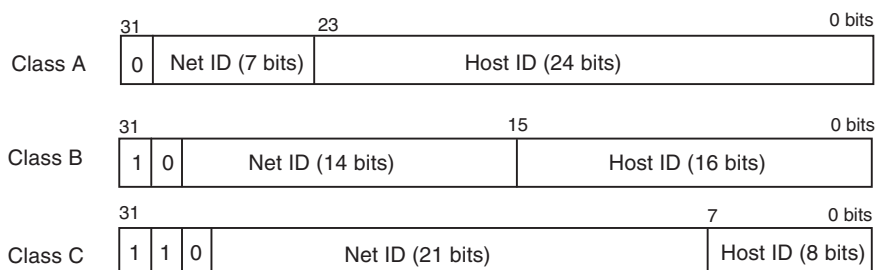 31 23 0 bits
Class A 0 Net ID (7 bits) Host ID (24 bits)
31 15 0 bits
Class B 1 0 Net ID (14 bits) Host ID (16 bits)
31 7 0 bits
Class C 1 1 0 Net ID (21 bits) Host ID (8 bits)